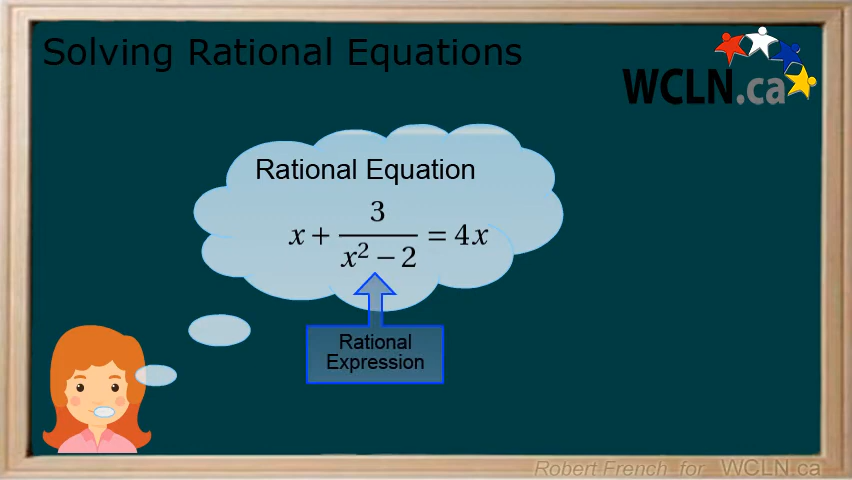 Solving Rational Equations
WCLN.ca
Rational Equation
x + 3/(x² − 2) = 4x
Rational
Expression
Robert French for WCLN.ca